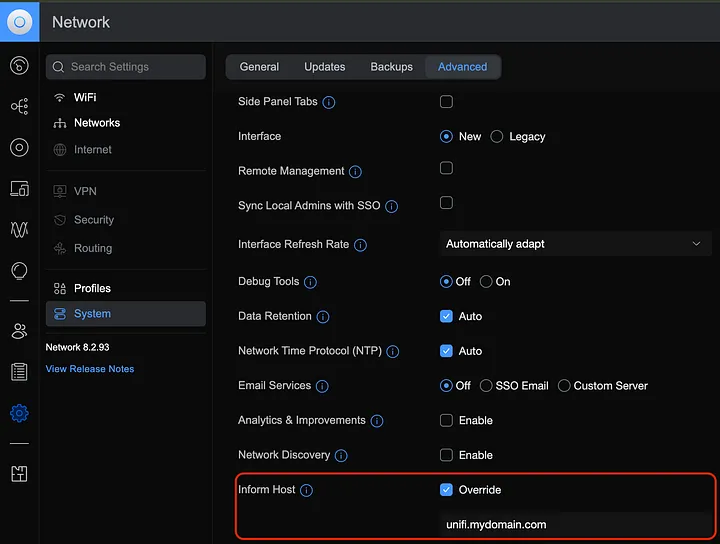 Network
Search Settings
WiFi
Networks
Internet
VPN
Security
Routing
Profiles
System
Network 8.2.93
View Release Notes
General Updates Backups Advanced
Side Panel Tabs
Interface New Legacy
Remote Management
Sync Local Admins with SSO
Interface Refresh Rate Automatically adapt
Debug Tools Off On
Data Retention Auto
Network Time Protocol (NTP) Auto
Email Services Off SSO Email Custom Server
Analytics & Improvements Enable
Network Discovery Enable
Inform Host Override
unifi.mydomain.com